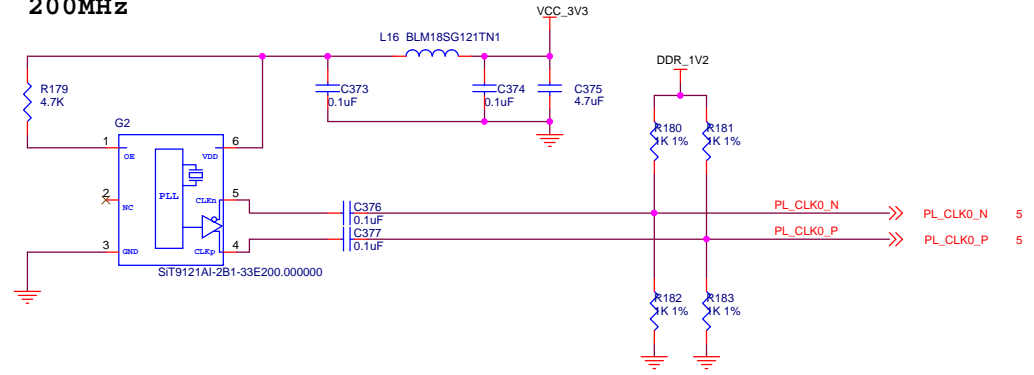 200MHz
VCC_3V3
L16 BLM18SG121TN1
DDR_1V2
R179
4.7K
C373
0.1uF
C374
0.1uF
C375
4.7uF
R180
1K 1%
R181
1K 1%
G2
1
OE
VDD
6
2
NC
PLL
CLKn
5
3
GND
CLKp
4
SiT9121AI-2B1-33E200.000000
C376
0.1uF
C377
0.1uF
PL_CLK0_N
PL_CLK0_N 5
PL_CLK0_P
PL_CLK0_P 5
R182
1K 1%
R183
1K 1%